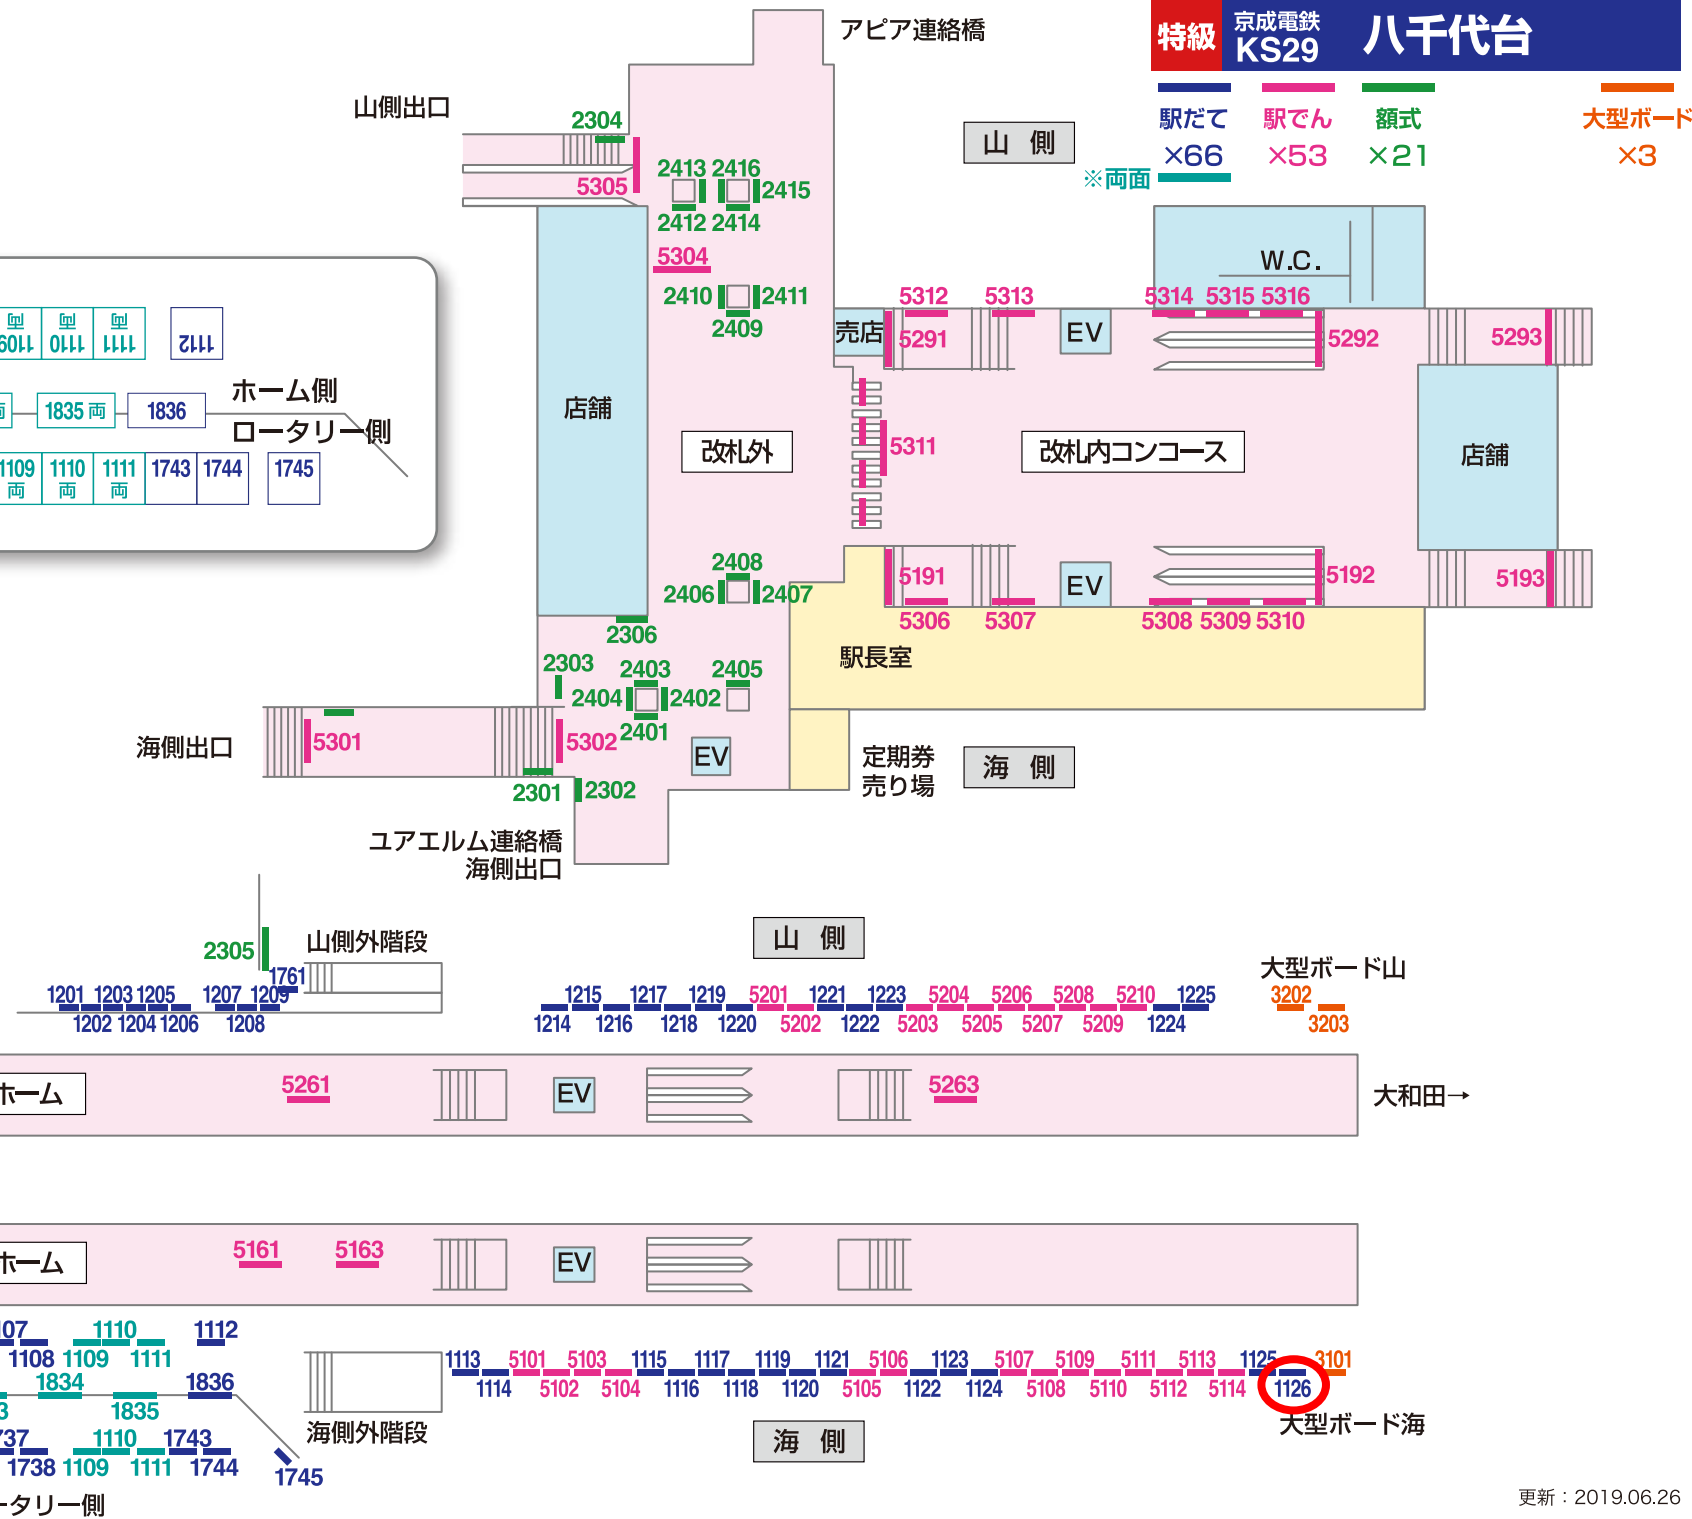 アピア連絡橋
特級
京成電鉄
KS29
八千代台
駅だて
×66
駅でん
×53
額式
×21
大型ボード
×3
※両面
山側出口
山 側
2304
5305
2413 2416
2415
2412 2414
5304
2410
2411
2409
W.C.
5312
5313
5314 5315 5316
売店
5291
EV
5292
5293
1110
両
1111
両
1112
1835 両
1836
ホーム側
ロータリー側
1109
両
1110
両
1111
両
1743
1744
1745
店舗
改札外
5311
改札内コンコース
店舗
2408
2406
2407
5191
EV
5192
5193
5306
5307
5308 5309 5310
2306
駅長室
2303
2403
2405
2404
2402
2401
海側出口
5301
5302
EV
定期券
売り場
海 側
2301
2302
ユアエルム連絡橋
海側出口
2305
山側外階段
山 側
大型ボード山
1761
1201 1203 1205 1207 1209
1202 1204 1206 1208
1215 1217 1219 5201 1221 1223 5204 5206 5208 5210 1225
1214 1216 1218 1220 5202 1222 5203 5205 5207 5209 1224
3202
3203
ホーム
5261
EV
5263
大和田→
ホーム
5161
5163
EV
1110
1112
1108 1109 1111
1834
1836
1835
1110
1743
1738 1109 1111 1744
1745
ータリー側
海側外階段
1113 5101 5103 1115 1117 1119 1121 5106 1123 5107 5109 5111 5113 1125 3101
1114 5102 5104 1116 1118 1120 5105 1122 1124 5108 5110 5112 5114 1126
海 側
大型ボード海
更新：2019.06.26